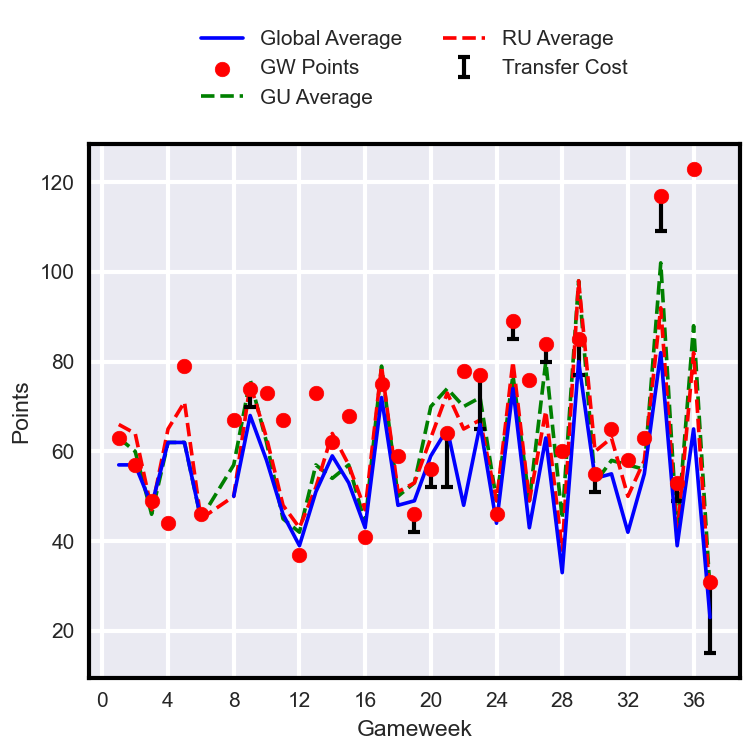 Global Average
GW Points
GU Average
RU Average
Transfer Cost
Points
120
100
80
60
40
20
0 4 8 12 16 20 24 28 32 36
Gameweek